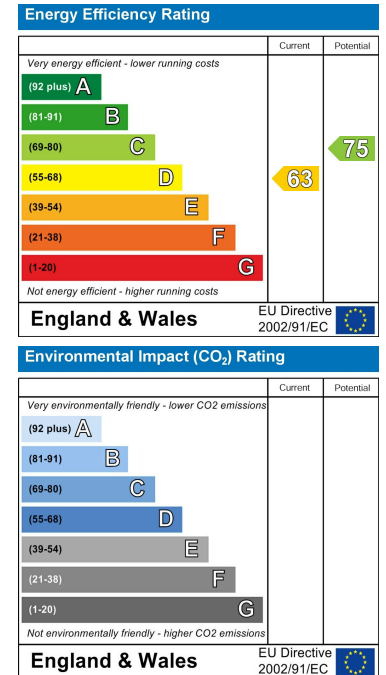 Energy Efficiency Rating
Current Potential
Very energy efficient - lower running costs
(92 plus) A
(81-91) B
(69-80) C 75
(55-68) D 63
(39-54) E
(21-38) F
(1-20) G
Not energy efficient - higher running costs
England & Wales
EU Directive
2002/91/EC
Environmental Impact (CO₂) Rating
Current Potential
Very environmentally friendly - lower CO2 emissions
(92 plus) A
(81-91) B
(69-80) C
(55-68) D
(39-54) E
(21-38) F
(1-20) G
Not environmentally friendly - higher CO2 emissions
England & Wales
EU Directive
2002/91/EC